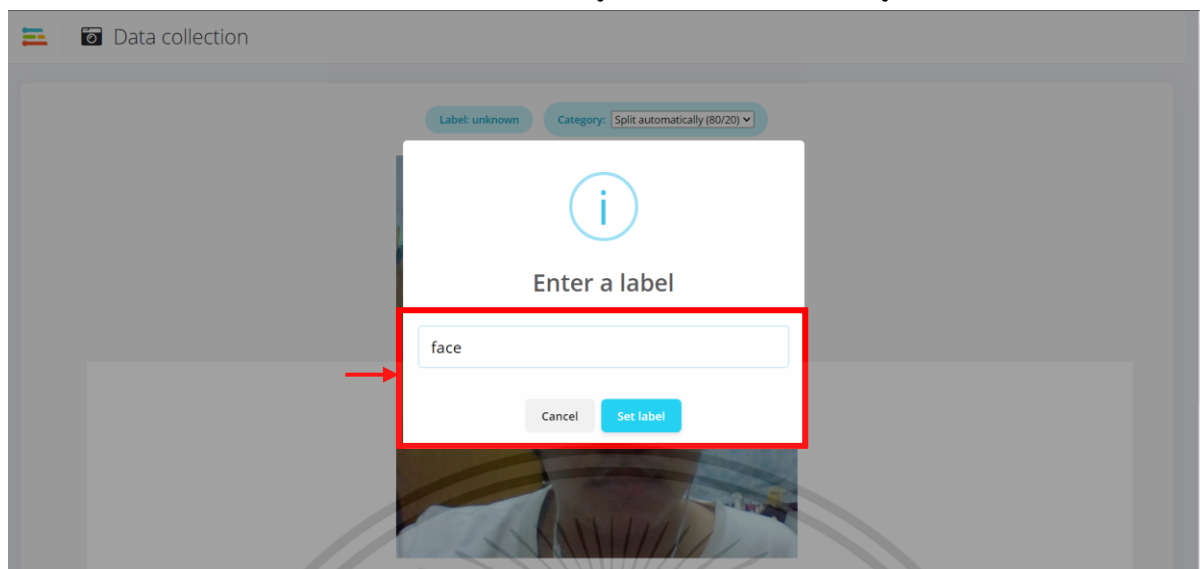 Data collection
Label: unknown
Category: Split automatically (80/20)
Enter a label
face
Cancel
Set label